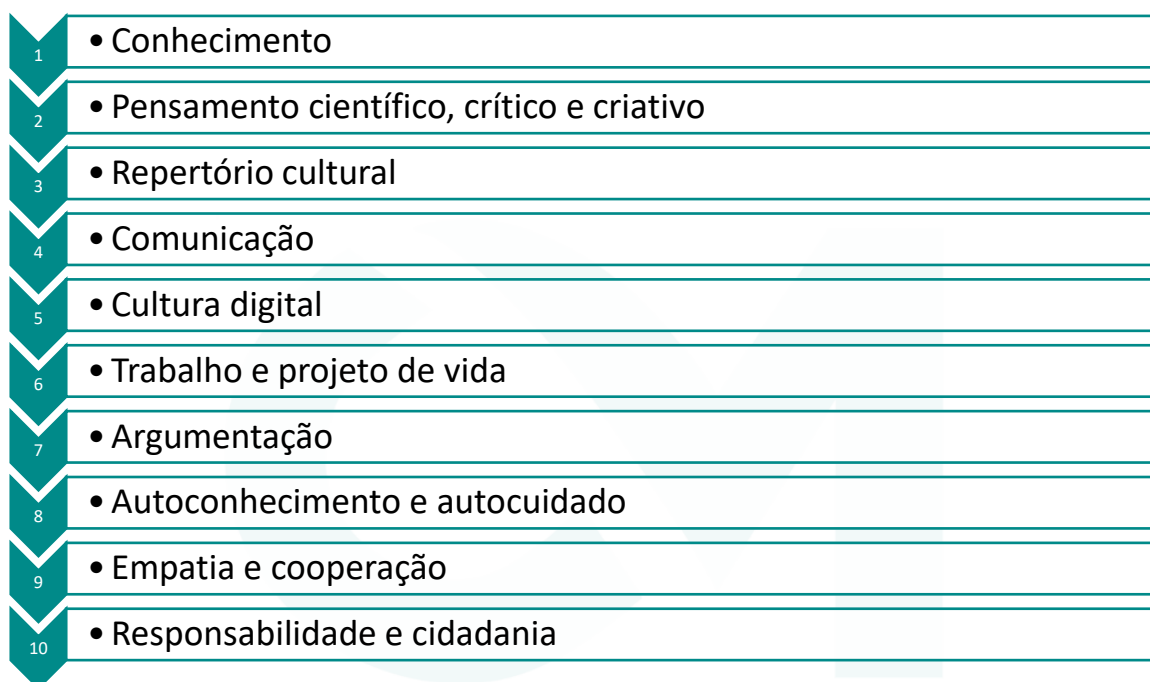 1 • Conhecimento
2 • Pensamento científico, crítico e criativo
3 • Repertório cultural
4 • Comunicação
5 • Cultura digital
6 • Trabalho e projeto de vida
7 • Argumentação
8 • Autoconhecimento e autocuidado
9 • Empatia e cooperação
10 • Responsabilidade e cidadania